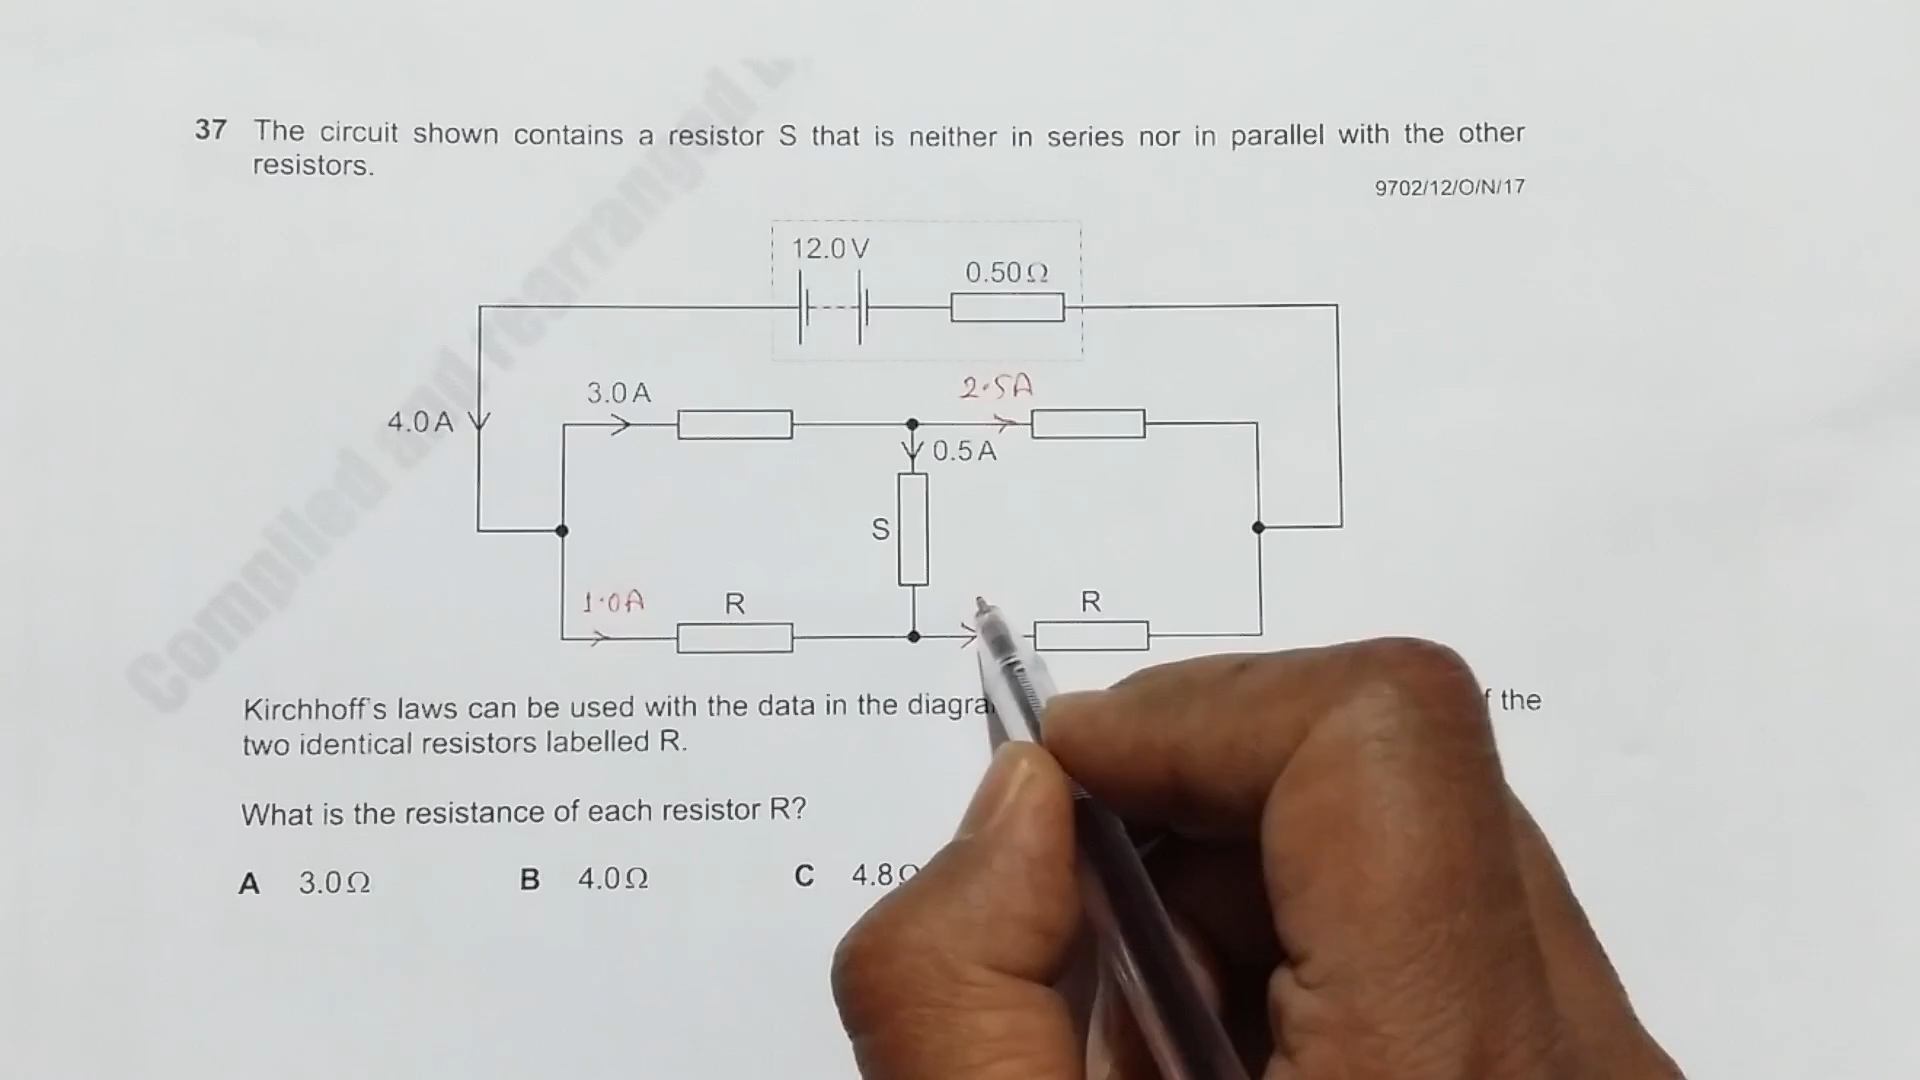 37 The circuit shown contains a resistor S that is neither in series nor in parallel with the other
resistors.
9702/12/O/N/17
12.0 V
0.50 Ω
3.0 A
2.5A
4.0 A
0.5 A
S
1.0A
R
R
Kirchhoff's laws can be used with the data in the the
two identical resistors labelled R.
What is the resistance of each resistor R?
A 3.0 Ω B 4.0 Ω C 4.8 Ω
Compiled and rearranged